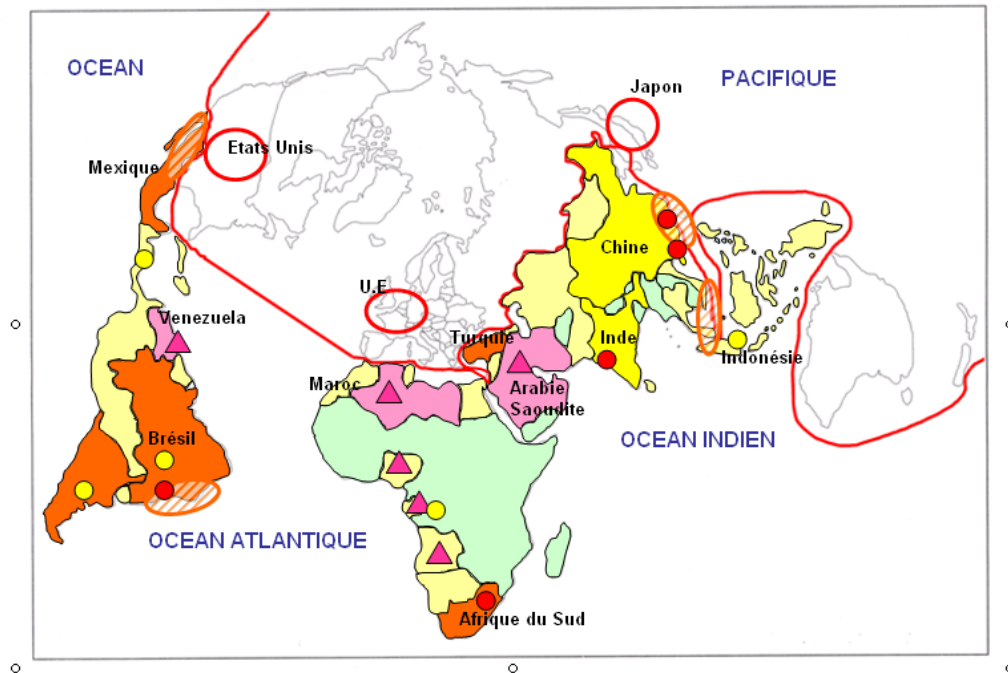 OCEAN
PACIFIQUE
Japon
Etats Unis
Mexique
Chine
U.E
Venezuela
Turquie
Inde
Indonésie
Maroc
Arabie
Saoudite
Brésil
OCEAN INDIEN
OCEAN ATLANTIQUE
Afrique du Sud